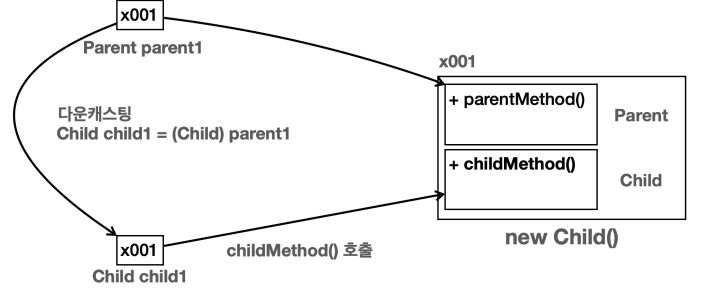 x001
Parent parent1
x001
+ parentMethod()
Parent
다운캐스팅
Child child1 = (Child) parent1
+ childMethod()
Child
new Child()
x001
childMethod() 호출
Child child1